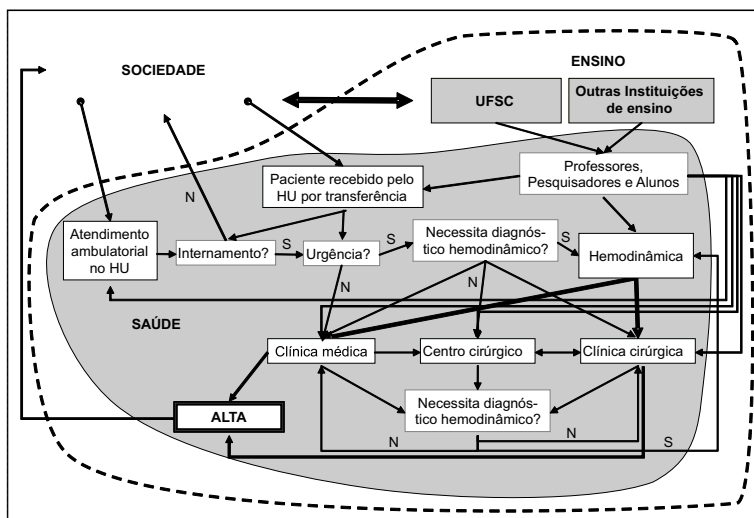 SOCIEDADE
ENSINO
UFSC
Outras Instituições
de ensino
Professores,
Pesquisadores e Alunos
Paciente recebido pelo
HU por transferência
N
Atendimento
ambulatorial
no HU
Internamento?
S
Urgência?
S
Necessita diagnós-
tico hemodinâmico?
S
Hemodinâmica
N
N
SAÚDE
Clínica médica
Centro cirúrgico
Clínica cirúrgica
ALTA
Necessita diagnós-
tico hemodinâmico?
N
N
S